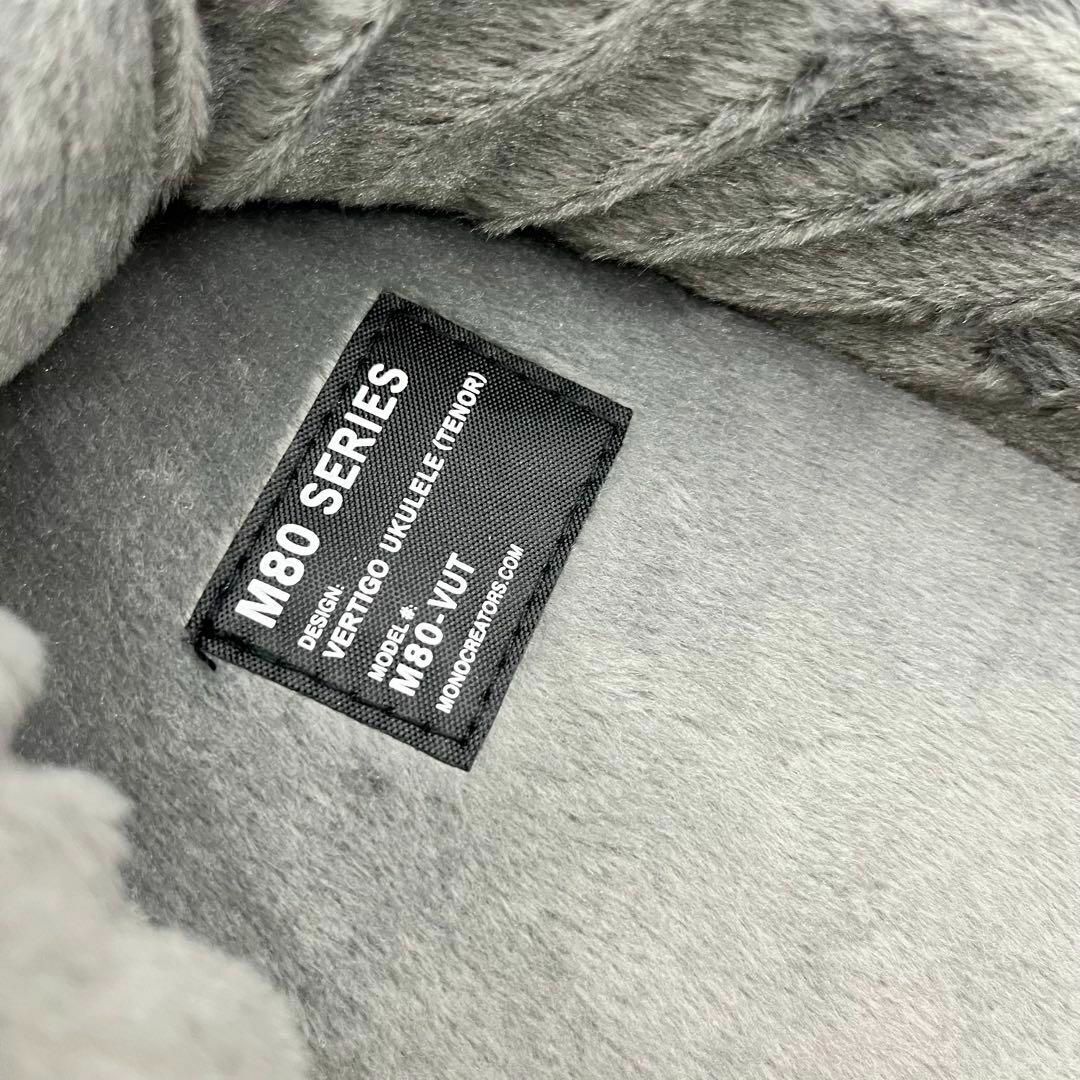 M80 SERIES
DESIGN:
VERTIGO UKULELE (TENOR)
MODEL #:
M80-VUT
MONOCREATORS.COM